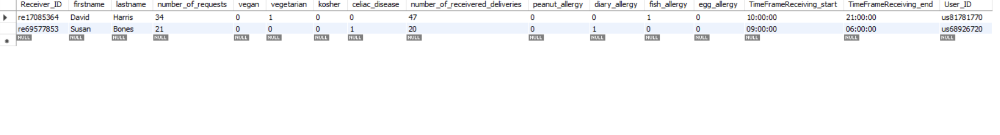 Receiver_ID firstname lastname number_of_requests vegan vegetarian kosher celiac_disease number_of_receivered_deliveries peanut_allergy diary_allergy fish_allergy egg_allergy TimeFrameReceiving_start TimeFrameReceiving_end User_ID
re17085364 David Harris 34 0 1 0 0 47 0 0 1 0 10:00:00 21:00:00 us81781770
re69577853 Susan Bones 21 0 0 0 1 20 0 1 0 0 09:00:00 06:00:00 us68926720
NULL NULL NULL NULL NULL NULL NULL NULL NULL NULL NULL NULL NULL NULL NULL NULL